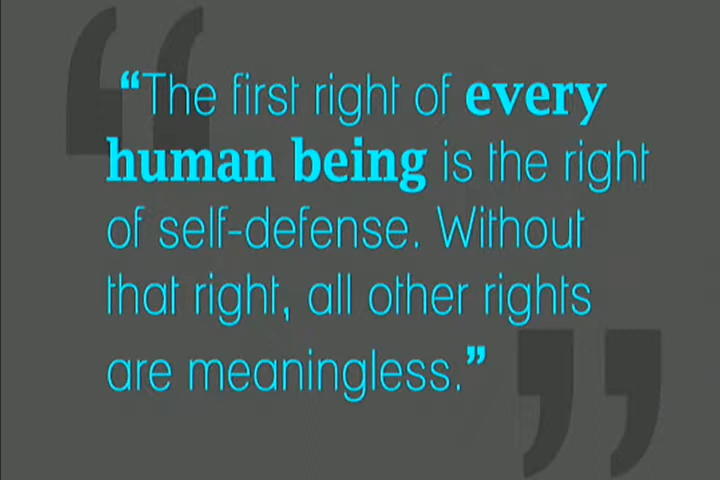 “The first right of every
human being is the right
of self-defense. Without
that right, all other rights
are meaningless.”